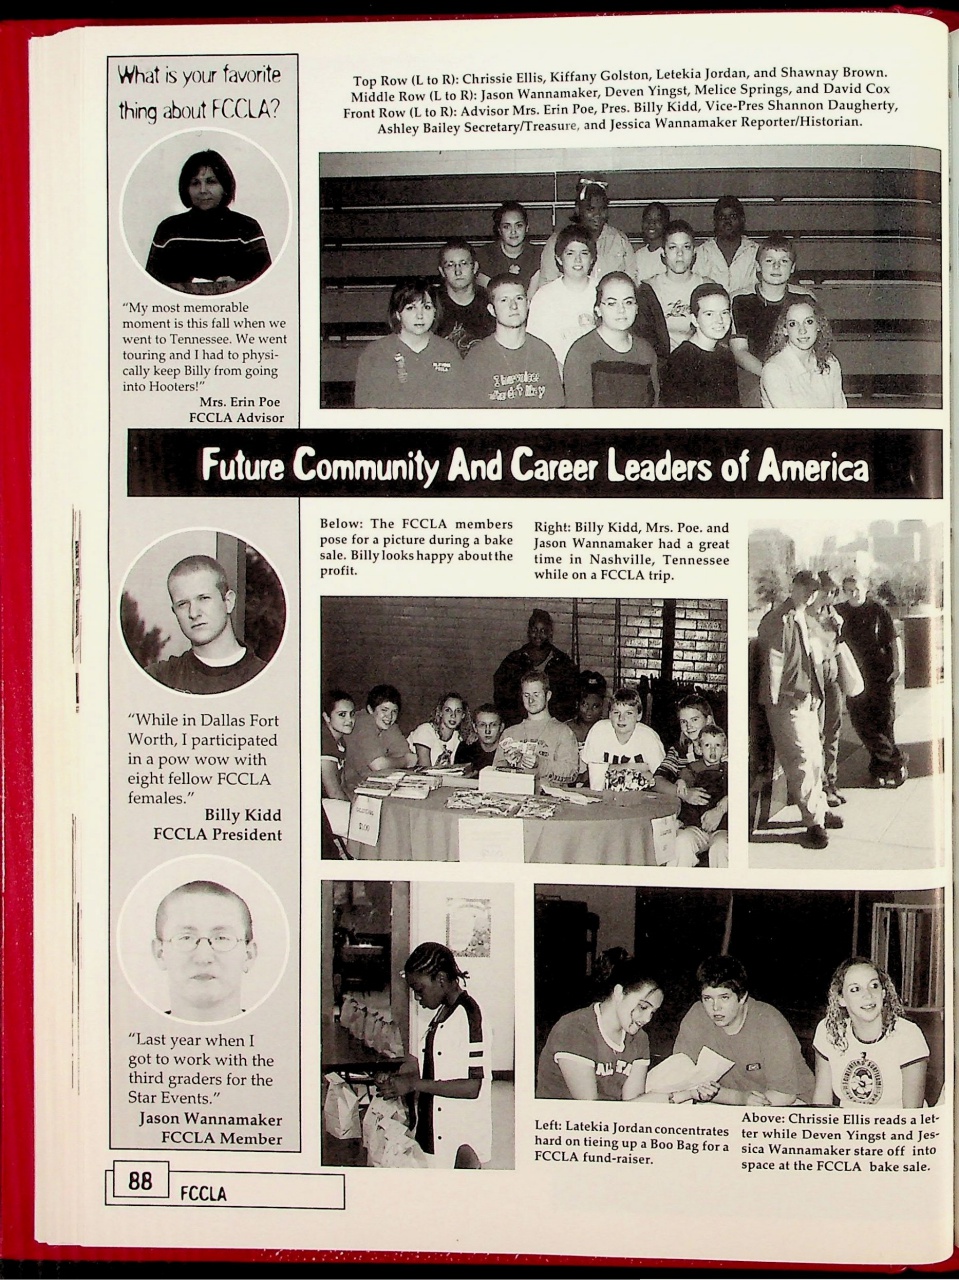 What is your favorite
thing about FCCLA?
"My most memorable
moment is this fall when we
went to Tennessee. We went
touring and I had to physi-
cally keep Billy from going
into Hooters!"
Mrs. Erin Poe
FCCLA Advisor
Top Row (L to R): Chrissie Ellis, Kiffany Golston, Letekia Jordan, and Shawnay Brown.
Middle Row (L to R): Jason Wannamaker, Deven Yingst, Melice Springs, and David Cox
Front Row (L to R): Advisor Mrs. Erin Poe, Pres. Billy Kidd, Vice-Pres Shannon Daugherty,
Ashley Bailey Secretary/Treasure, and Jessica Wannamaker Reporter/Historian.
Future Community And Career Leaders of America
"While in Dallas Fort
Worth, I participated
in a pow wow with
eight fellow FCCLA
females."
Billy Kidd
FCCLA President
"Last year when I
got to work with the
third graders for the
Star Events."
Jason Wannamaker
FCCLA Member
Below: The FCCLA members
pose for a picture during a bake
sale. Billy looks happy about the
profit.
Right: Billy Kidd, Mrs. Poe. and
Jason Wannamaker had a great
time in Nashville, Tennessee
while on a FCCLA trip.
Left: Latekia Jordan concentrates
hard on tieing up a Boo Bag for a
FCCLA fund-raiser.
Above: Chrissie Ellis reads a let-
ter while Deven Yingst and Jes-
sica Wannamaker stare off into
space at the FCCLA bake sale.
88
FCCLA